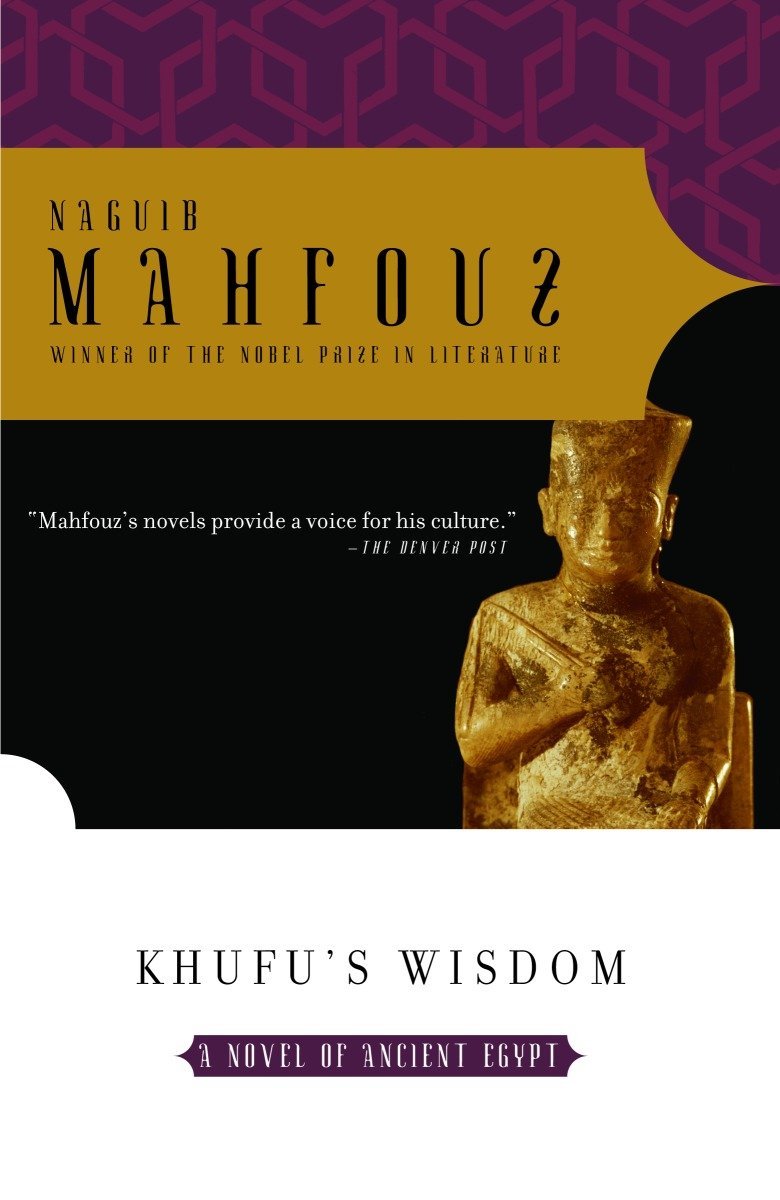 NAGUIB
MAHFOUZ
WINNER OF THE NOBEL PRIZE IN LITERATURE
“Mahfouz’s novels provide a voice for his culture.”
—THE DENVER POST
KHUFU’S WISDOM
A NOVEL OF ANCIENT EGYPT